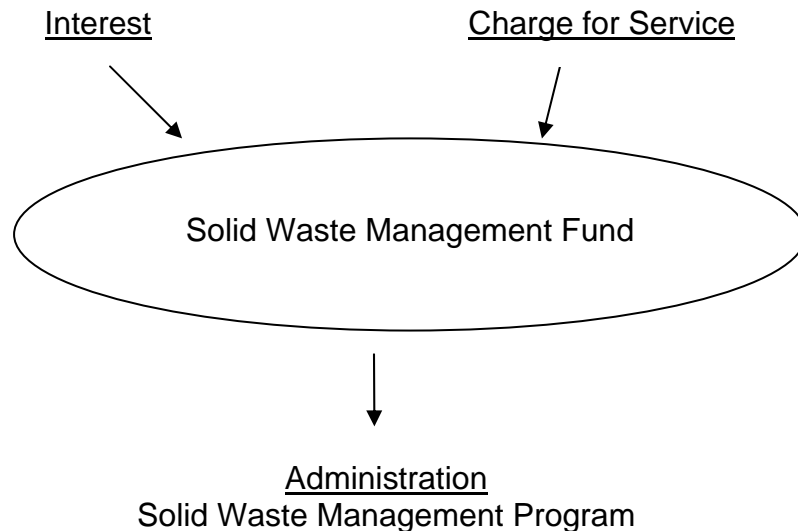 Interest
Charge for Service
Solid Waste Management Fund
Administration
Solid Waste Management Program